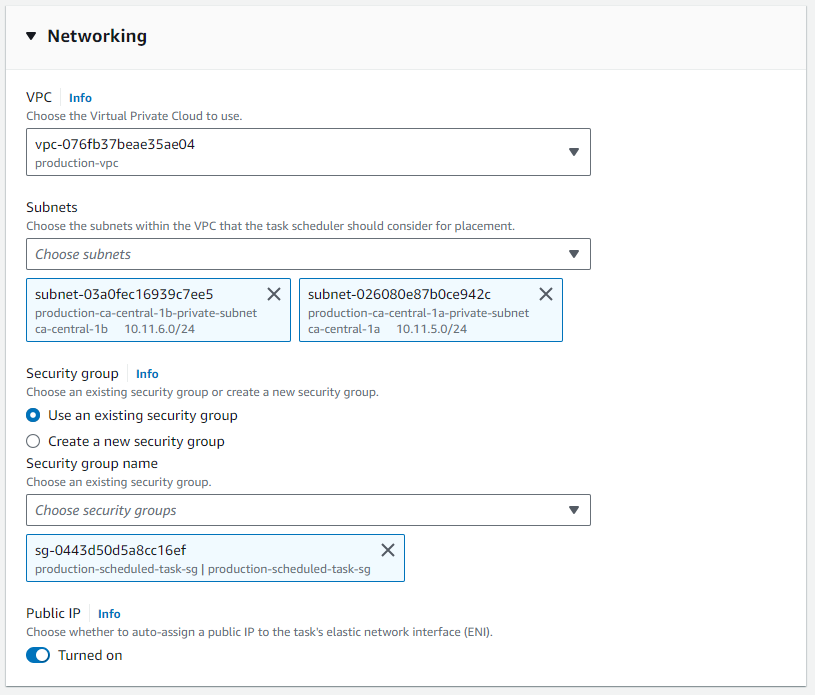 Networking
VPC Info
Choose the Virtual Private Cloud to use.
vpc-076fb37beae35ae04
production-vpc
Subnets
Choose the subnets within the VPC that the task scheduler should consider for placement.
Choose subnets
subnet-03a0fec16939c7ee5
production-ca-central-1b-private-subnet
ca-central-1b 10.11.6.0/24
subnet-026080e87b0ce942c
production-ca-central-1a-private-subnet
ca-central-1a 10.11.5.0/24
Security group Info
Choose an existing security group or create a new security group.
Use an existing security group
Create a new security group
Security group name
Choose an existing security group.
Choose security groups
sg-0443d50d5a8cc16ef
production-scheduled-task-sg | production-scheduled-task-sg
Public IP Info
Choose whether to auto-assign a public IP to the task's elastic network interface (ENI).
Turned on